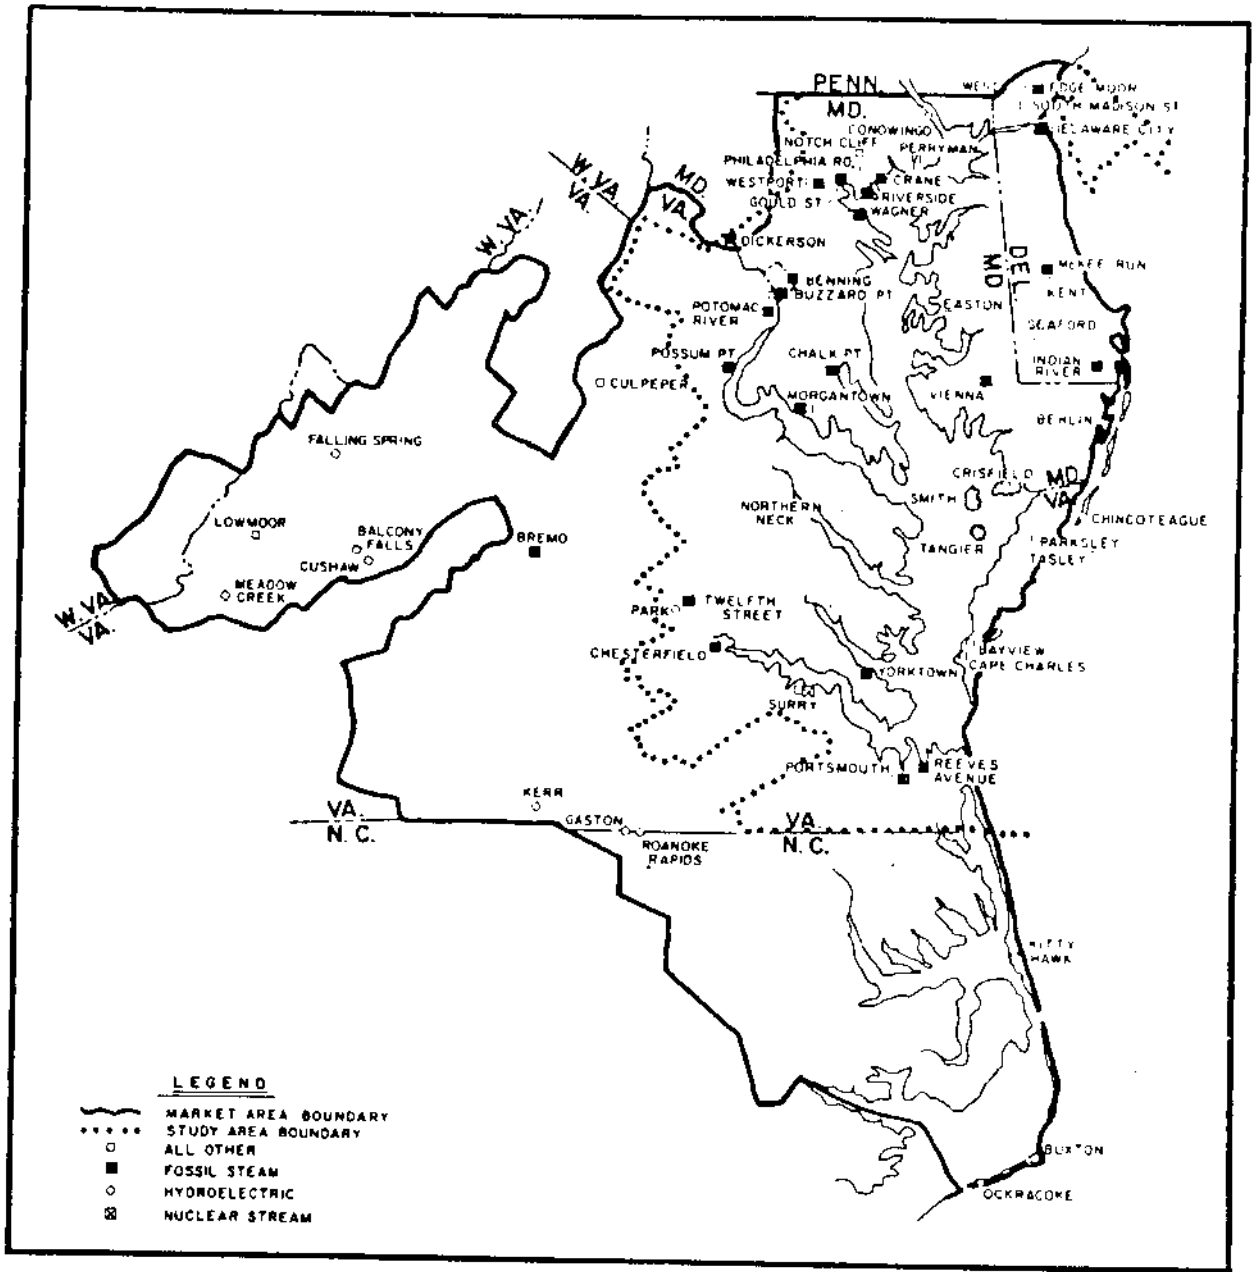 PENN.
MD.
WEST
EDGE MOOR
SOUTH MADISON ST
DELAWARE CITY
CONOWINGO
NOTCH CLIFF
PERRYMAN
PHILADELPHIA RD.
WESTPORT
CRANE
GOULD ST
RIVERSIDE
WAGNER
W. VA.
VA.
MD.
VA.
W. VA.
DICKERSON
DEL
MD
MCKEE RUN
KENT
BENNING
BUZZARD PT
POTOMAC
RIVER
EASTON
SEAFORD
POSSUM PT
CHALK PT
INDIAN
RIVER
CULPEPER
MORGANTOWN
VIENNA
FALLING SPRING
CRISFIELD
MD.
VA.
SMITH
NORTHERN
NECK
CHINCOTEAGUE
LOWMOOR
BALCONY
FALLS
CUSHAW
BREMO
TANGIER
PARKSLEY
TASLEY
MEADOW
CREEK
W. VA.
VA.
PARK
TWELFTH
STREET
CHESTERFIELD
BAYVIEW
CAPE CHARLES
YORKTOWN
SURRY
PORTSMOUTH
REEVES
AVENUE
KERR
VA.
N. C.
GASTON
VA.
N. C.
ROANOKE
RAPIDS
KITTY
HAWK
LEGEND
MARKET AREA BOUNDARY
STUDY AREA BOUNDARY
ALL OTHER
FOSSIL STEAM
HYDROELECTRIC
NUCLEAR STREAM
BUXTON
OCKRACOKE